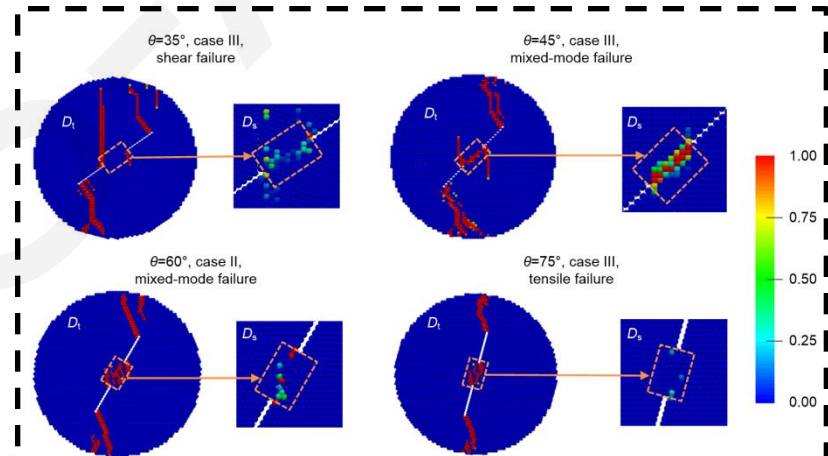 θ=35°, case III,
shear failure
θ=45°, case III,
mixed-mode failure
Dt
Ds
Dt
Ds
1.00
0.75
0.50
0.25
0.00
θ=60°, case II,
mixed-mode failure
θ=75°, case III,
tensile failure
Dt
Ds
Dt
Ds